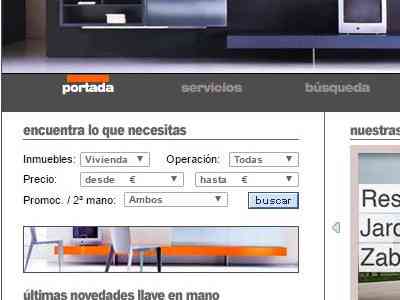 portada servicios búsqueda
encuentra lo que necesitas
nuestras
Inmuebles: Vivienda Operación: Todas
Precio: desde € hasta €
Promoc. / 2ª mano: Ambos buscar
Res
Jard
Zab
últimas novedades llave en mano